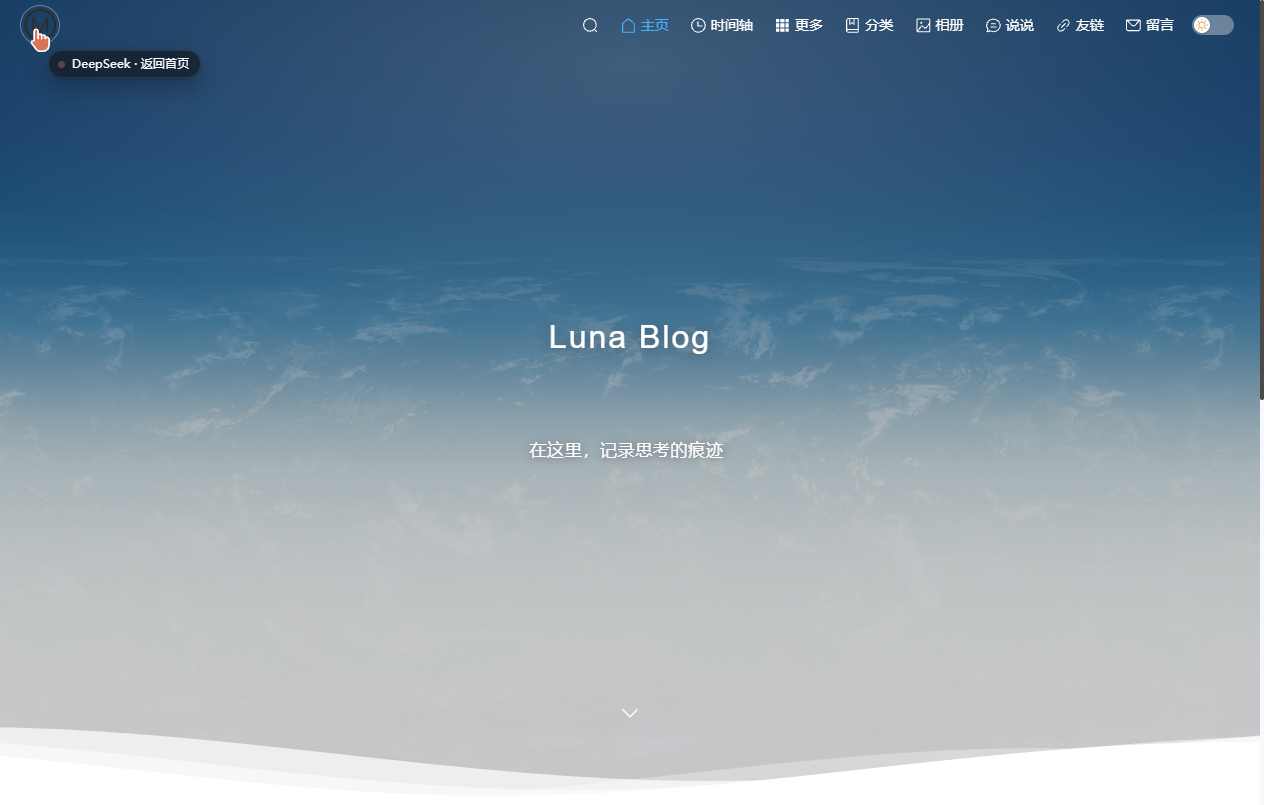 M
主页
时间轴
更多
分类
相册
说说
友链
留言
DeepSeek · 返回首页
Luna Blog
在这里，记录思考的痕迹